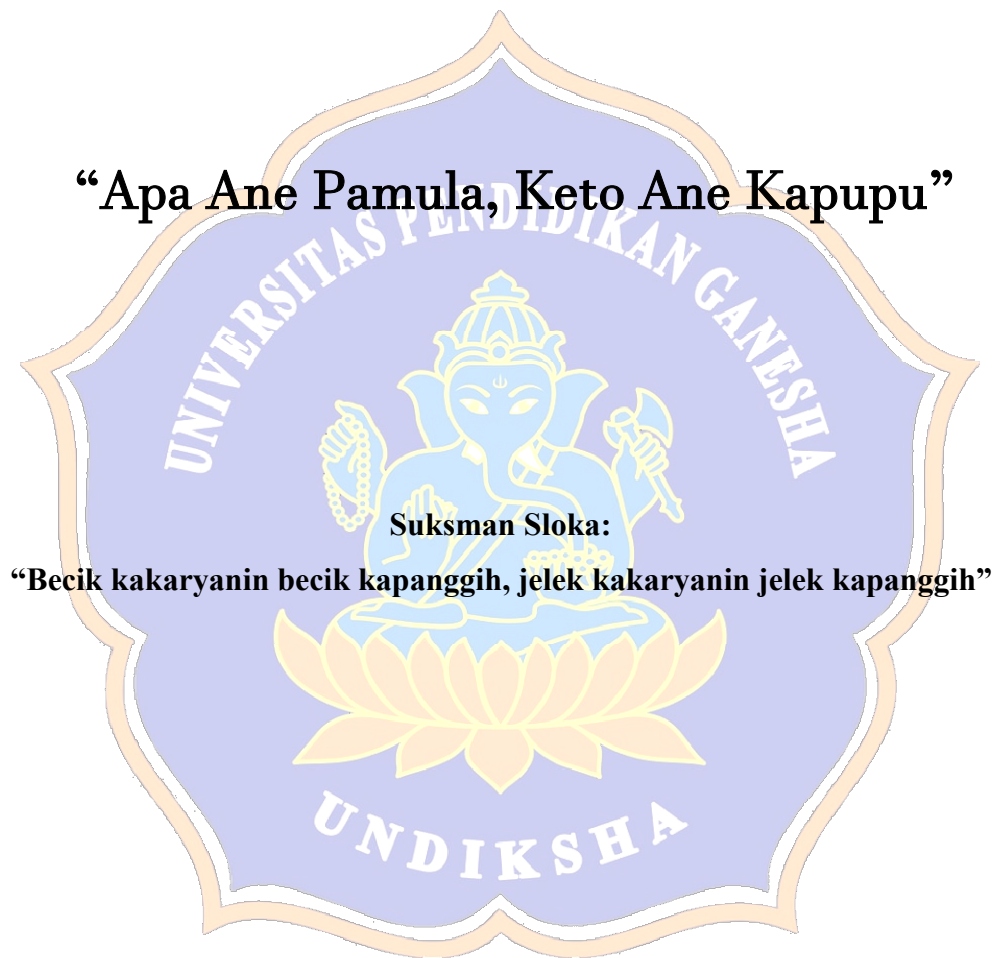 “Apa Ane Pamula, Keto Ane Kapupu”
UNIVERSITAS PENDIDIKAN GANESHA
Suksman Sloka:
“Becik kakaryanin becik kapanggih, jelek kakaryanin jelek kapanggih”
UNDIKSHA